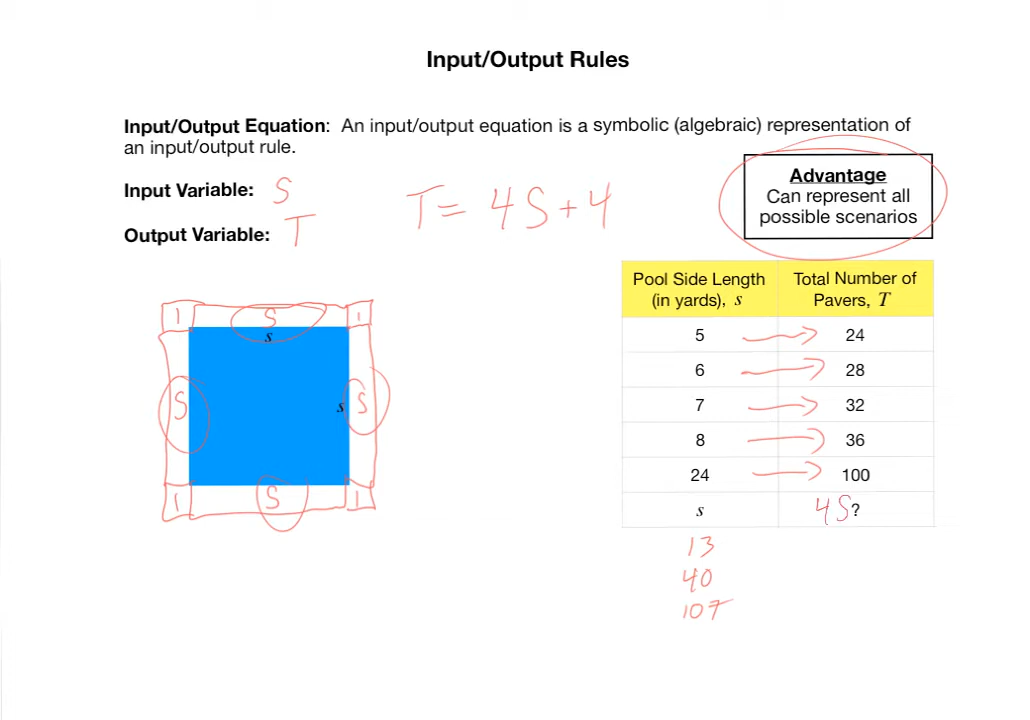 Input/Output Rules
Input/Output Equation: An input/output equation is a symbolic (algebraic) representation of
an input/output rule.
Input Variable: S
Output Variable: T
T = 4S + 4
Advantage
Can represent all
possible scenarios
1 S 1
s
S s S
1 S 1
Pool Side Length (in yards), s Total Number of Pavers, T
5 24
6 28
7 32
8 36
24 100
s 4S?
13
40
107